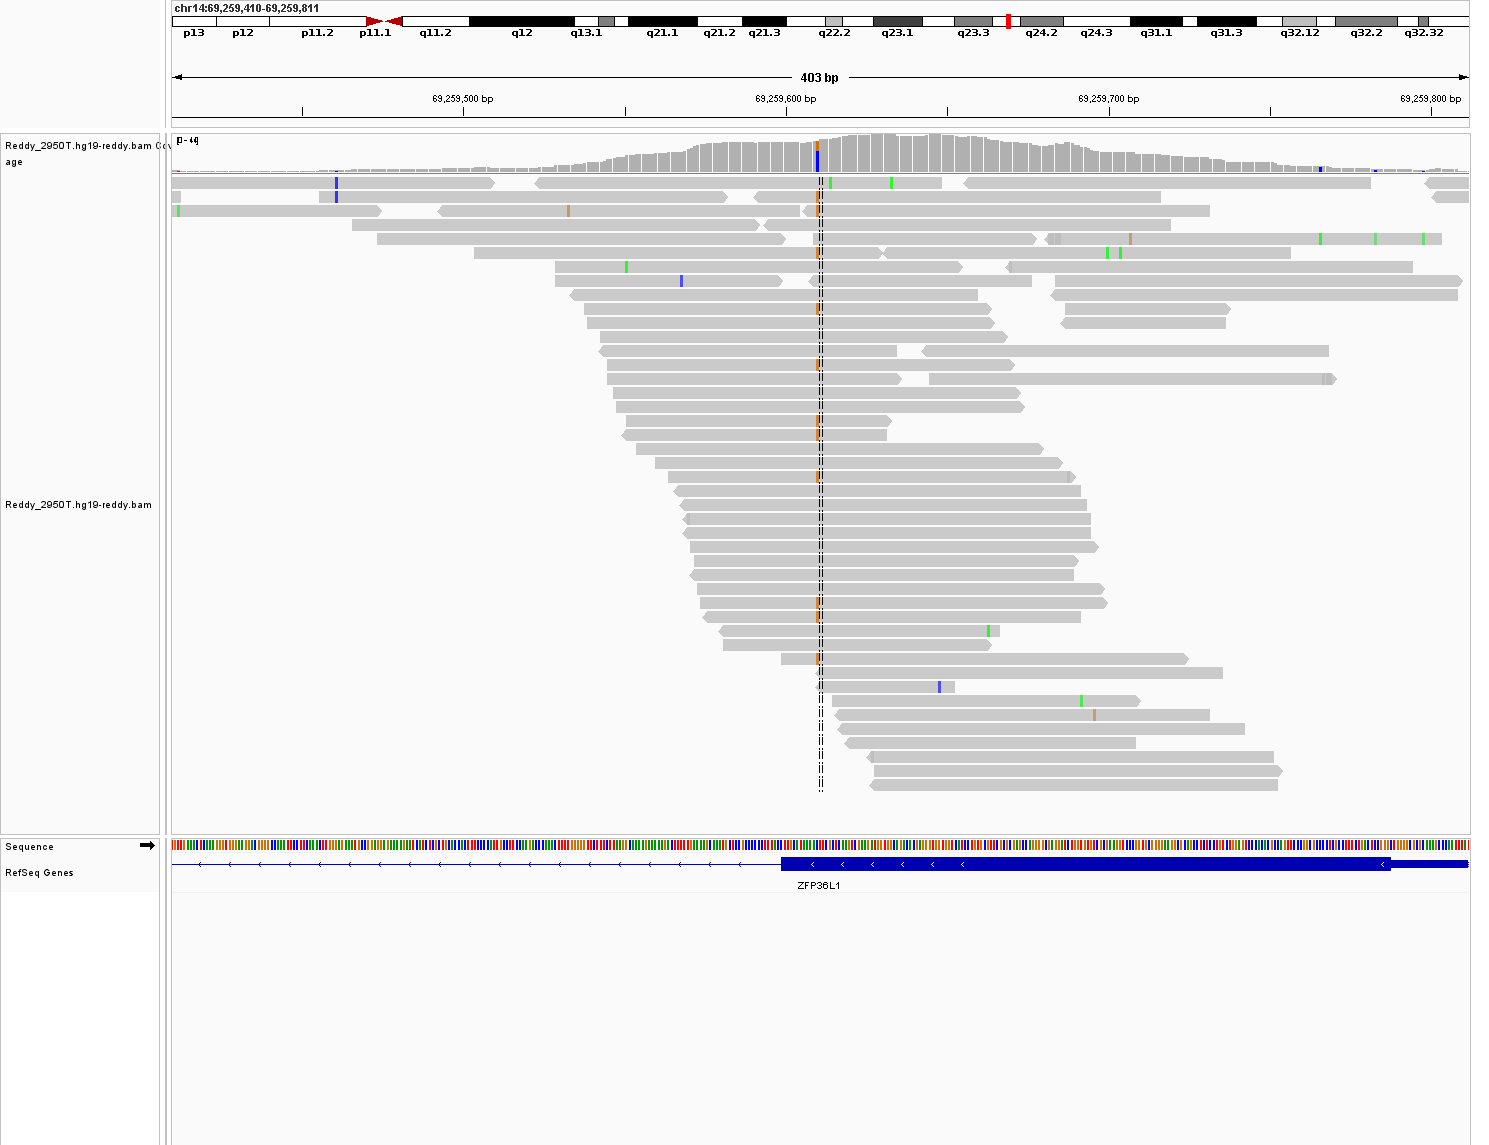 chr14:69,259,410-69,259,811
p13 p12 p11.2 p11.1 q11.2 q12 q13.1 q21.1 q21.2 q21.3 q22.2 q23.1 q23.3 q24.2 q24.3 q31.1 q31.3 q32.12 q32.2 q32.32
403 bp
69,259,500 bp 69,259,600 bp 69,259,700 bp 69,259,800 bp
Reddy_2950T.hg19-reddy.bam Cov
age
Reddy_2950T.hg19-reddy.bam
Sequence
RefSeq Genes
ZFP36L1